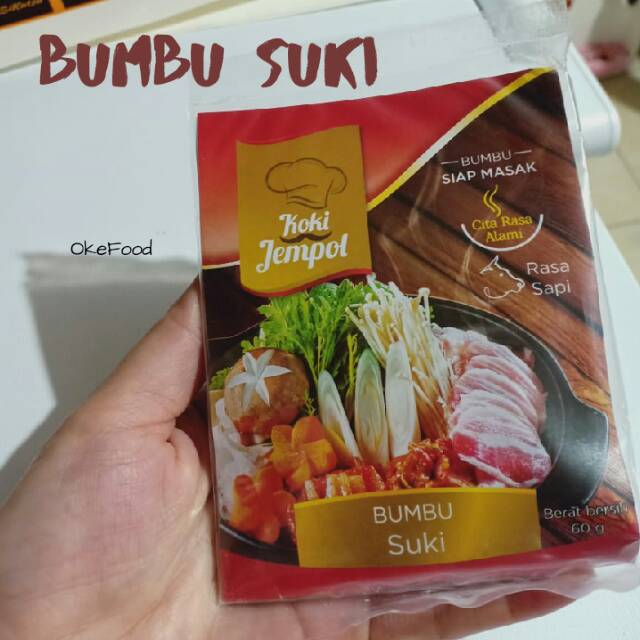 BUMBU SUKI
OkeFood
Koki
Jempol
BUMBU
SIAP MASAK
Cita Rasa
Alami
Rasa
Sapi
BUMBU
Suki
Berat bersih
60 g